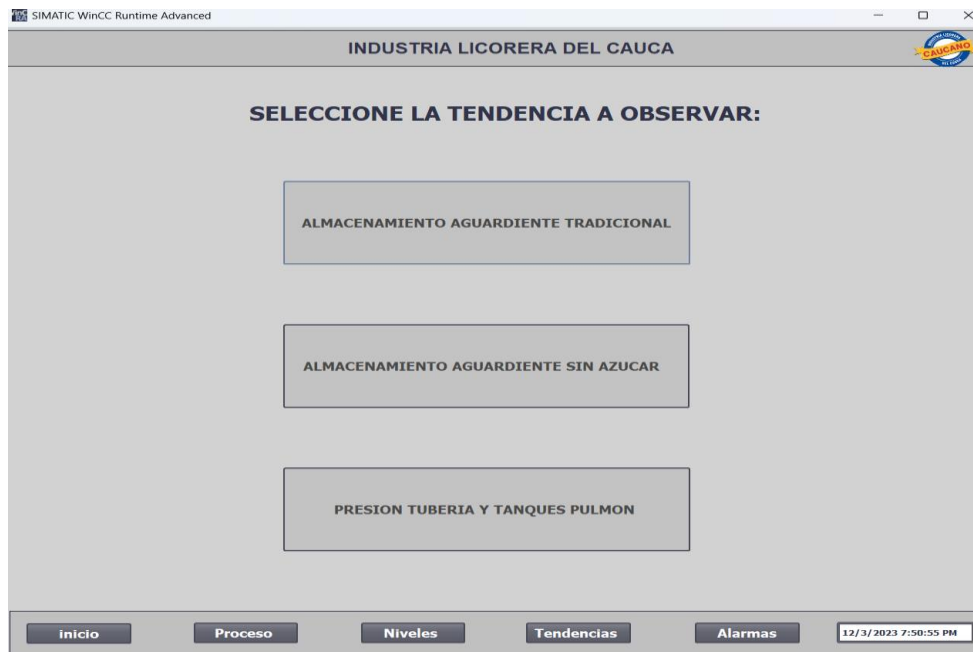 SIMATIC WinCC Runtime Advanced
INDUSTRIA LICORERA DEL CAUCA
CAUCANO
SELECCIONE LA TENDENCIA A OBSERVAR:
ALMACENAMIENTO AGUARDIENTE TRADICIONAL
ALMACENAMIENTO AGUARDIENTE SIN AZUCAR
PRESION TUBERIA Y TANQUES PULMON
inicio
Proceso
Niveles
Tendencias
Alarmas
12/3/2023 7:50:55 PM